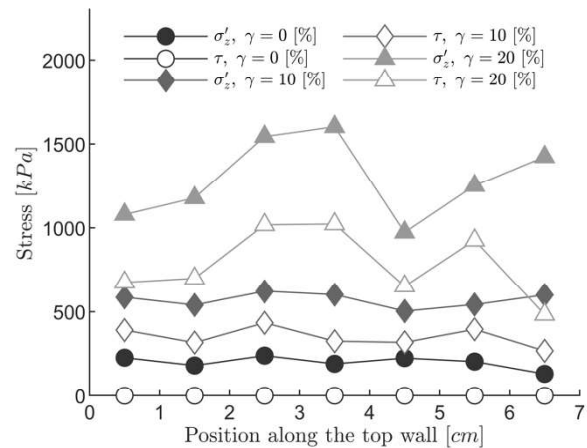 σ′z, γ = 0 [%]
τ, γ = 10 [%]
τ, γ = 0 [%]
σ′z, γ = 20 [%]
σ′z, γ = 10 [%]
τ, γ = 20 [%]
2000
1500
1000
500
0
Stress [kPa]
0 1 2 3 4 5 6 7
Position along the top wall [cm]